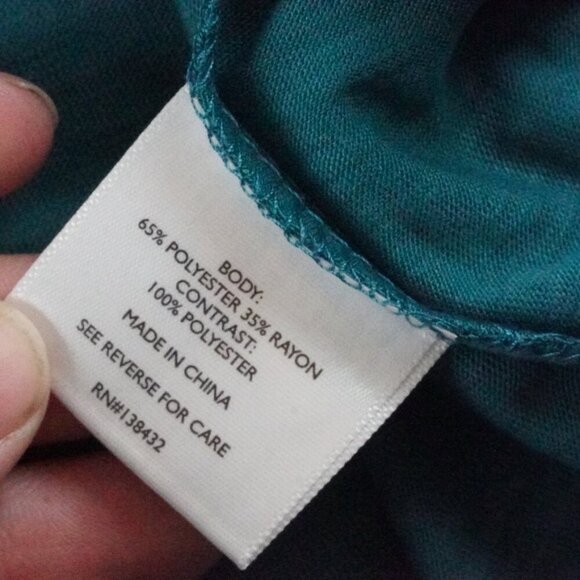 BODY:
65% POLYESTER 35% RAYON
CONTRAST:
100% POLYESTER
MADE IN CHINA
SEE REVERSE FOR CARE
RN#138432